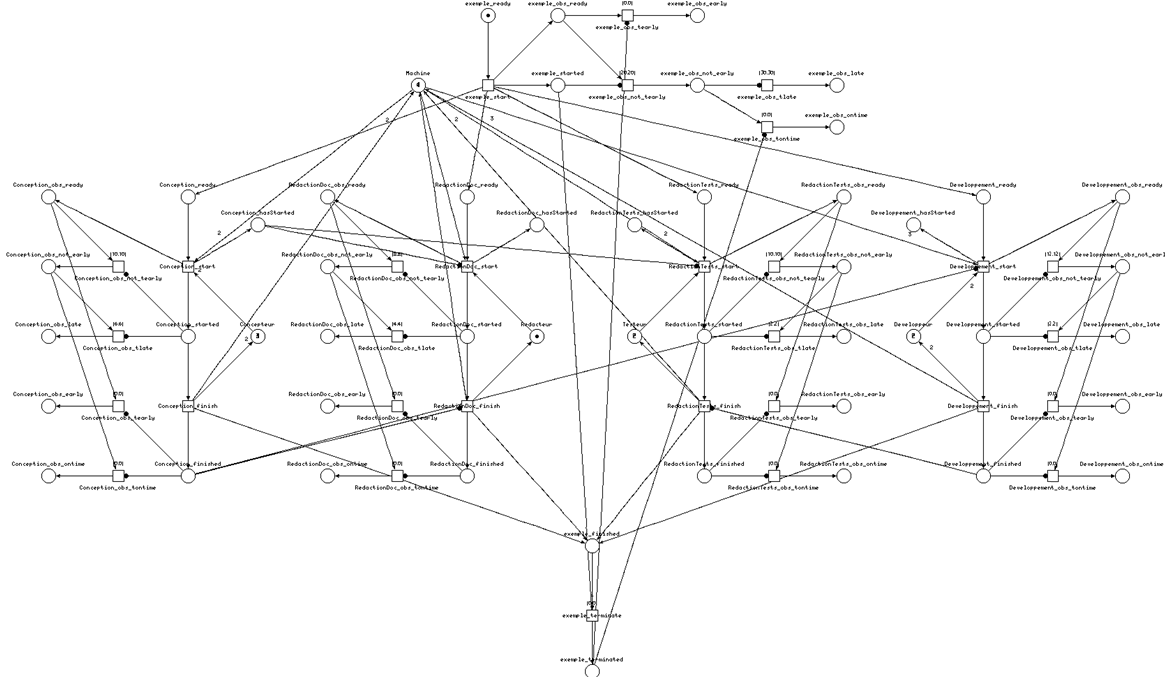 exemple_ready
exemple_obs_ready
[0;0]
exemple_obs_early
exemple_obs_tearly
Machine
4
exemple_start
exemple_started
[20;20]
exemple_obs_not_early
[30;30]
exemple_obs_late
exemple_obs_not_tearly
exemple_obs_tlate
2
2
3
[0;0]
exemple_obs_ontime
exemple_obs_tontime
Conception_obs_ready
Conception_ready
RedactionDoc_obs_ready
RedactionDoc_ready
RedactionTests_ready
RedactionTests_obs_ready
Developpement_ready
Developpement_obs_ready
Conception_hasStarted
RedactionDoc_hasStarted
RedactionTests_hasStarted
Developpement_hasStarted
2
2
3
Conception_obs_not_early
[10;10]
Conception_start
RedactionDoc_obs_not_early
RedactionDoc_start
RedactionTests_start
[10;10]
RedactionTests_obs_not_early
Developpement_start
[12;12]
Developpement_obs_not_earl
Conception_obs_not_tearly
RedactionDoc_obs_not_tearly
RedactionTests_obs_not_tearly
Developpement_obs_not_tearly
2
Conception_obs_late
Conception_started
Concepteur
RedactionDoc_obs_late
[4;4]
RedactionDoc_started
Redacteur
Testeur
RedactionTests_started
[2;2]
RedactionTests_obs_late
Developpeur
Developpement_started
[2;2]
Developpement_obs_late
2
3
2
2
2
Conception_obs_tlate
RedactionDoc_obs_tlate
RedactionTests_obs_tlate
Developpement_obs_tlate
Conception_obs_early
[0;0]
Conception_finish
RedactionDoc_obs_early
[0;0]
RedactionDoc_finish
RedactionTests_finish
[0;0]
RedactionTests_obs_early
Developpement_finish
[0;0]
Developpement_obs_early
Conception_obs_tearly
RedactionDoc_obs_tearly
RedactionTests_obs_tearly
Developpement_obs_tearly
Conception_obs_ontime
[0;0]
Conception_finished
RedactionDoc_obs_ontime
[0;0]
RedactionDoc_finished
RedactionTests_finished
[0;0]
RedactionTests_obs_ontime
Developpement_finished
[0;0]
Developpement_obs_ontime
Conception_obs_tontime
RedactionDoc_obs_tontime
RedactionTests_obs_tontime
Developpement_obs_tontime
exemple_finished
[0;0]
exemple_terminate
exemple_terminated